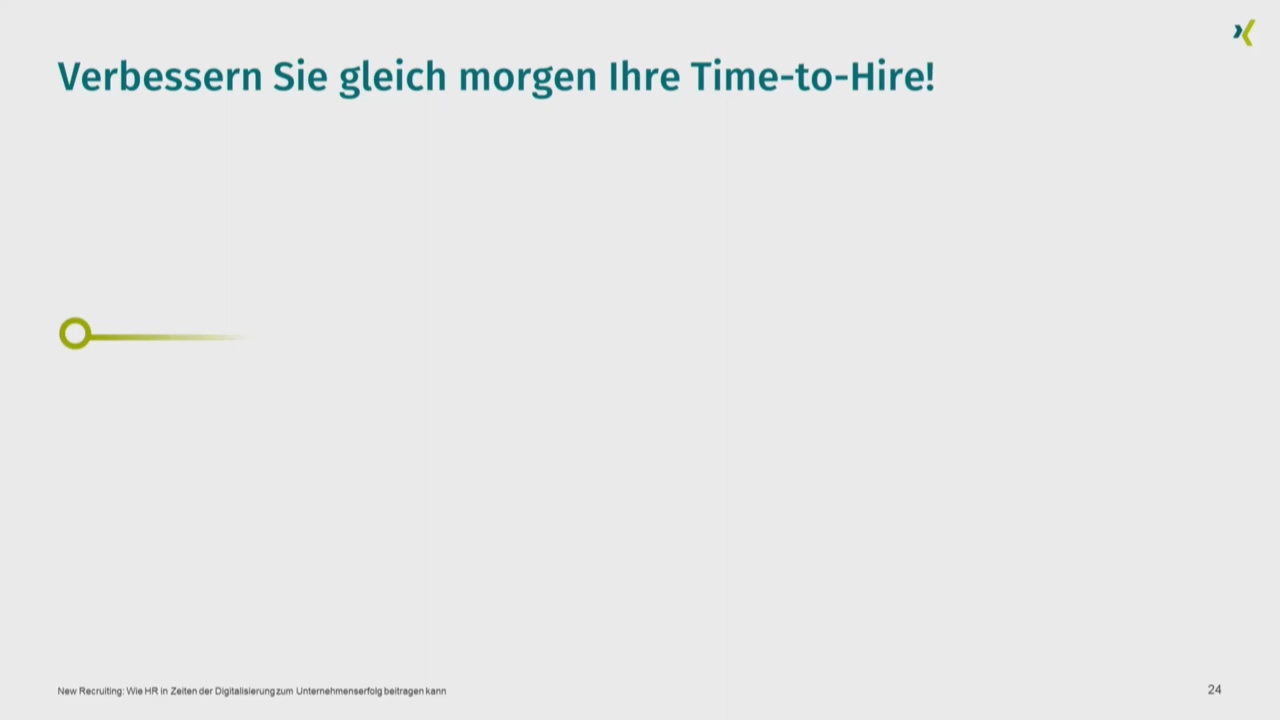 Verbessern Sie gleich morgen Ihre Time-to-Hire!
New Recruiting: Wie HR in Zeiten der Digitalisierung zum Unternehmenserfolg beitragen kann
24